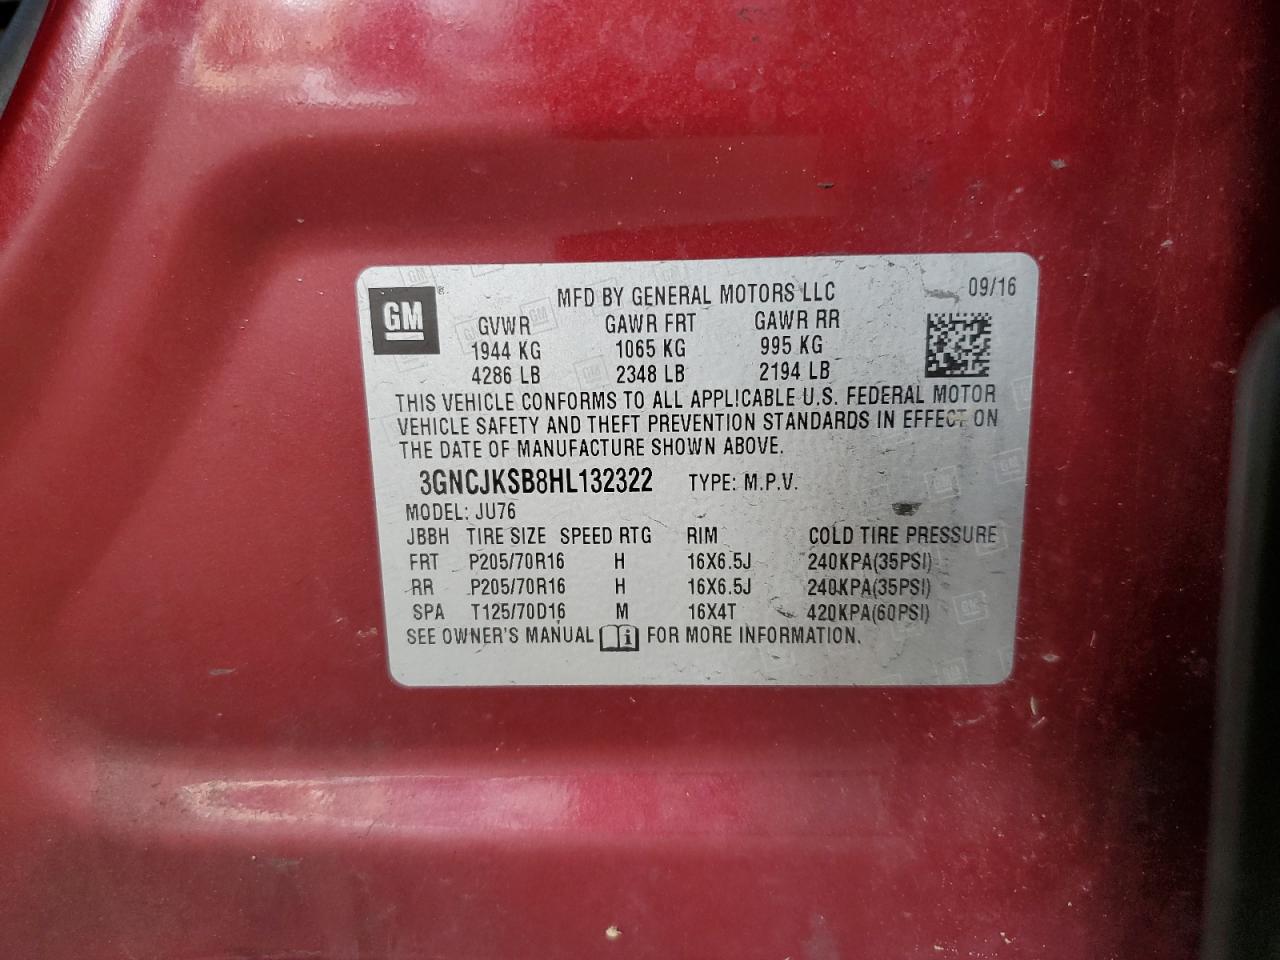 GM ®
MFD BY GENERAL MOTORS LLC 09/16
GVWR GAWR FRT GAWR RR
1944 KG 1065 KG 995 KG
4286 LB 2348 LB 2194 LB
THIS VEHICLE CONFORMS TO ALL APPLICABLE U.S. FEDERAL MOTOR
VEHICLE SAFETY AND THEFT PREVENTION STANDARDS IN EFFECT ON
THE DATE OF MANUFACTURE SHOWN ABOVE.
3GNCJKSB8HL132322 TYPE: M.P.V.
MODEL: JU76
JBBH TIRE SIZE SPEED RTG RIM COLD TIRE PRESSURE
FRT P205/70R16 H 16X6.5J 240KPA(35PSI)
RR P205/70R16 H 16X6.5J 240KPA(35PSI)
SPA T125/70D16 M 16X4T 420KPA(60PSI)
SEE OWNER'S MANUAL FOR MORE INFORMATION.